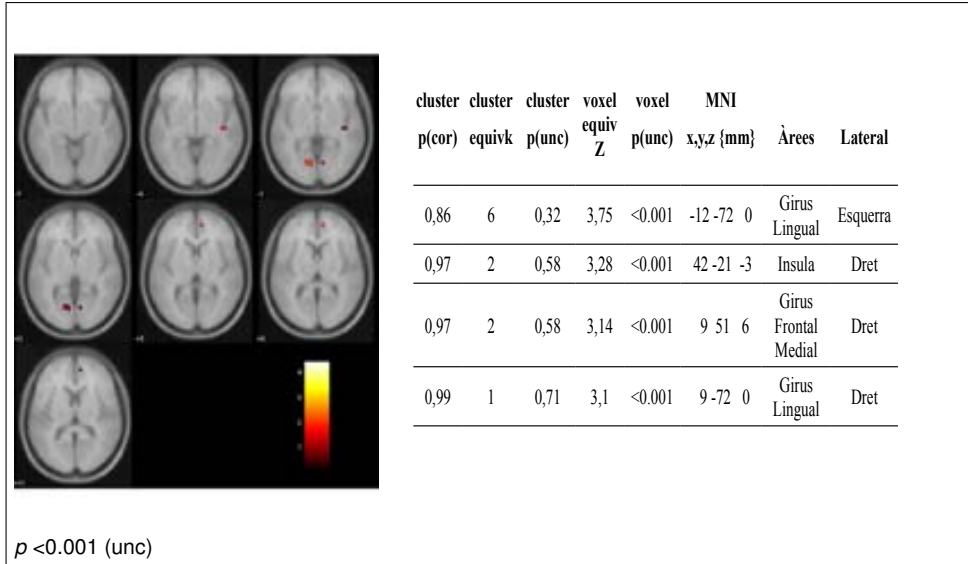 cluster cluster cluster voxel voxel MNI
p(cor) equivk p(unc) equiv Z p(unc) x,y,z {mm} Àrees Lateral
0,86 6 0,32 3,75 <0.001 -12 -72 0 Girus Lingual Esquerra
0,97 2 0,58 3,28 <0.001 42 -21 -3 Insula Dret
0,97 2 0,58 3,14 <0.001 9 51 6 Girus Frontal Medial Dret
0,99 1 0,71 3,1 <0.001 9 -72 0 Girus Lingual Dret
p <0.001 (unc)